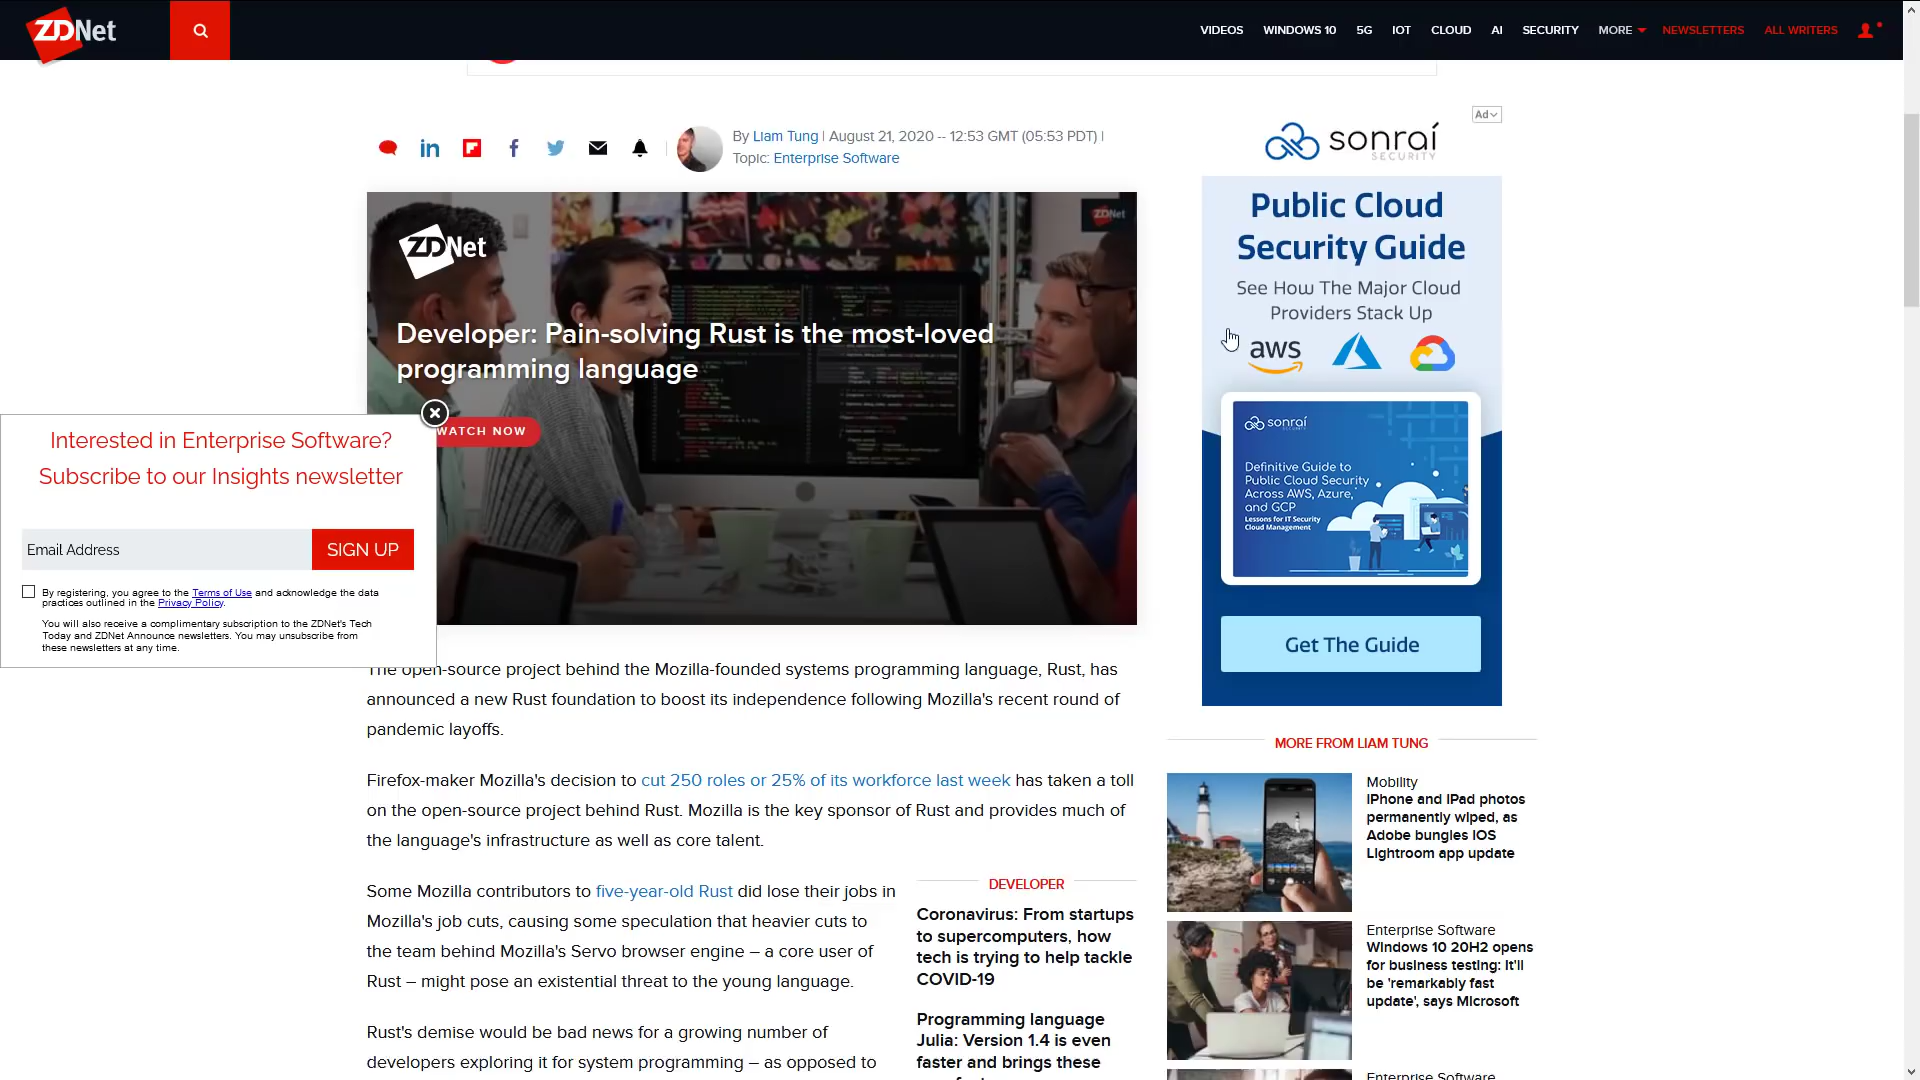 ZDNet
VIDEOS WINDOWS 10 5G IOT CLOUD AI SECURITY MORE NEWSLETTERS ALL WRITERS
By Liam Tung | August 21, 2020 -- 12:53 GMT (05:53 PDT) |
Topic: Enterprise Software
ZDNet
ZDNet
Developer: Pain-solving Rust is the most-loved
programming language
WATCH NOW
Interested in Enterprise Software?
Subscribe to our Insights newsletter
Email Address
SIGN UP
By registering, you agree to the Terms of Use and acknowledge the data
practices outlined in the Privacy Policy.
You will also receive a complimentary subscription to the ZDNet's Tech
Today and ZDNet Announce newsletters. You may unsubscribe from
these newsletters at any time.
The open-source project behind the Mozilla-founded systems programming language, Rust, has
announced a new Rust foundation to boost its independence following Mozilla's recent round of
pandemic layoffs.
Firefox-maker Mozilla's decision to cut 250 roles or 25% of its workforce last week has taken a toll
on the open-source project behind Rust. Mozilla is the key sponsor of Rust and provides much of
the language's infrastructure as well as core talent.
Some Mozilla contributors to five-year-old Rust did lose their jobs in
Mozilla's job cuts, causing some speculation that heavier cuts to
the team behind Mozilla's Servo browser engine – a core user of
Rust – might pose an existential threat to the young language.
Rust's demise would be bad news for a growing number of
developers exploring it for system programming – as opposed to
DEVELOPER
Coronavirus: From startups
to supercomputers, how
tech is trying to help tackle
COVID-19
Programming language
Julia: Version 1.4 is even
faster and brings these
Ad
sonraí
SECURITY
Public Cloud
Security Guide
See How The Major Cloud
Providers Stack Up
aws
sonraí
SECURITY
Definitive Guide to
Public Cloud Security
Across AWS, Azure,
and GCP
Lessons for IT Security
Cloud Management
Get The Guide
MORE FROM LIAM TUNG
Mobility
iPhone and iPad photos
permanently wiped, as
Adobe bungles iOS
Lightroom app update
Enterprise Software
Windows 10 20H2 opens
for business testing: It'll
be 'remarkably fast
update', says Microsoft
Enterprise Software